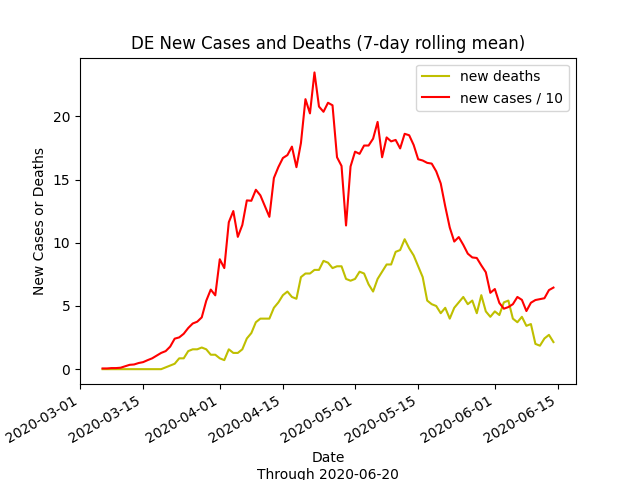 DE New Cases and Deaths (7-day rolling mean)
new deaths
new cases / 10
New Cases or Deaths
20
15
10
5
0
2020-03-01
2020-03-15
2020-04-01
2020-04-15
2020-05-01
2020-05-15
2020-06-01
2020-06-15
Date
Through 2020-06-20